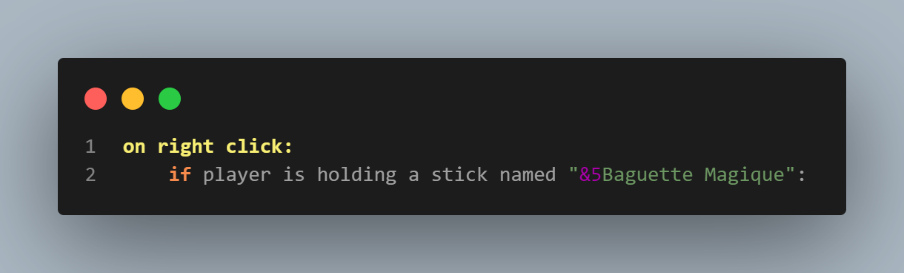 1 on right click:
2 if player is holding a stick named "&5Baguette Magique":